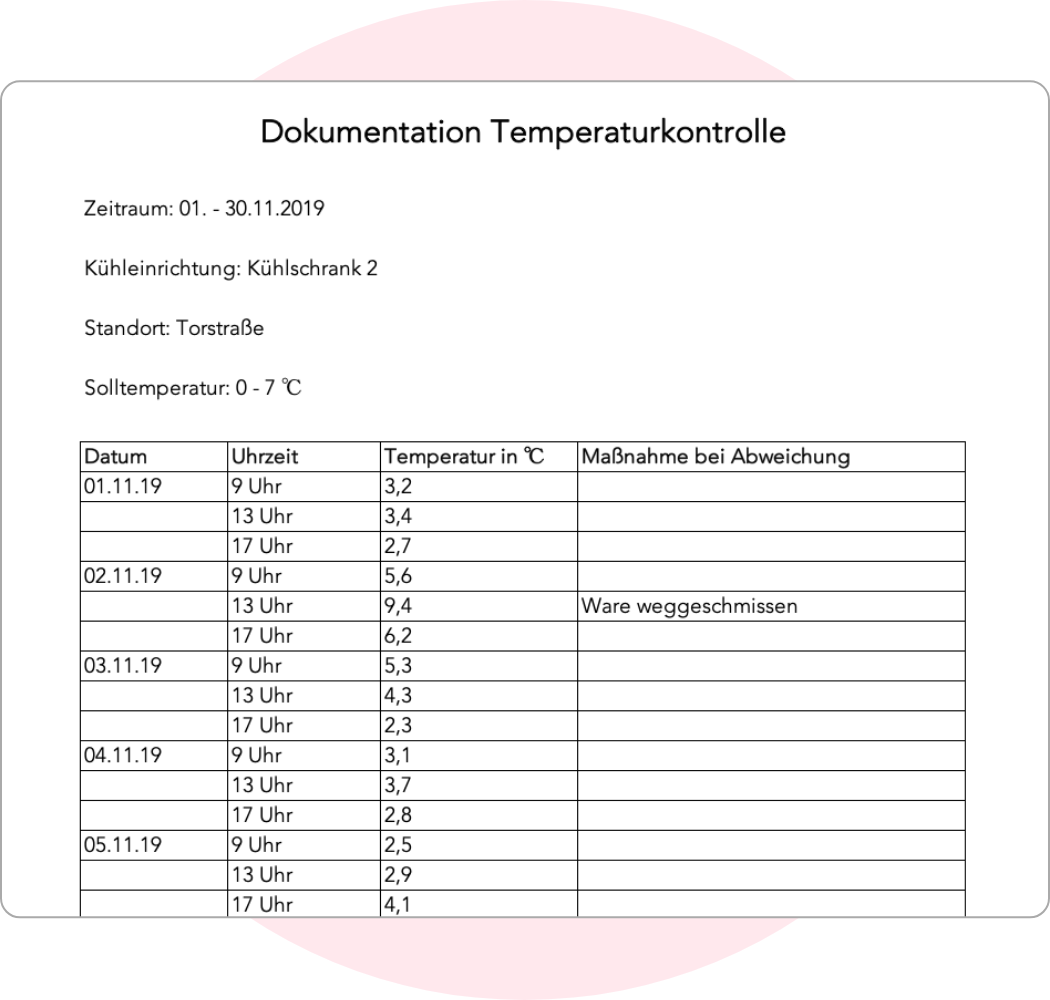 Dokumentation Temperaturkontrolle
Zeitraum: 01. - 30.11.2019
Kühleinrichtung: Kühlschrank 2
Standort: Torstraße
Solltemperatur: 0 - 7 ℃
Datum Uhrzeit Temperatur in ℃ Maßnahme bei Abweichung
01.11.19 9 Uhr 3,2
13 Uhr 3,4
17 Uhr 2,7
02.11.19 9 Uhr 5,6
13 Uhr 9,4 Ware weggeschmissen
17 Uhr 6,2
03.11.19 9 Uhr 5,3
13 Uhr 4,3
17 Uhr 2,3
04.11.19 9 Uhr 3,1
13 Uhr 3,7
17 Uhr 2,8
05.11.19 9 Uhr 2,5
13 Uhr 2,9
17 Uhr 4,1